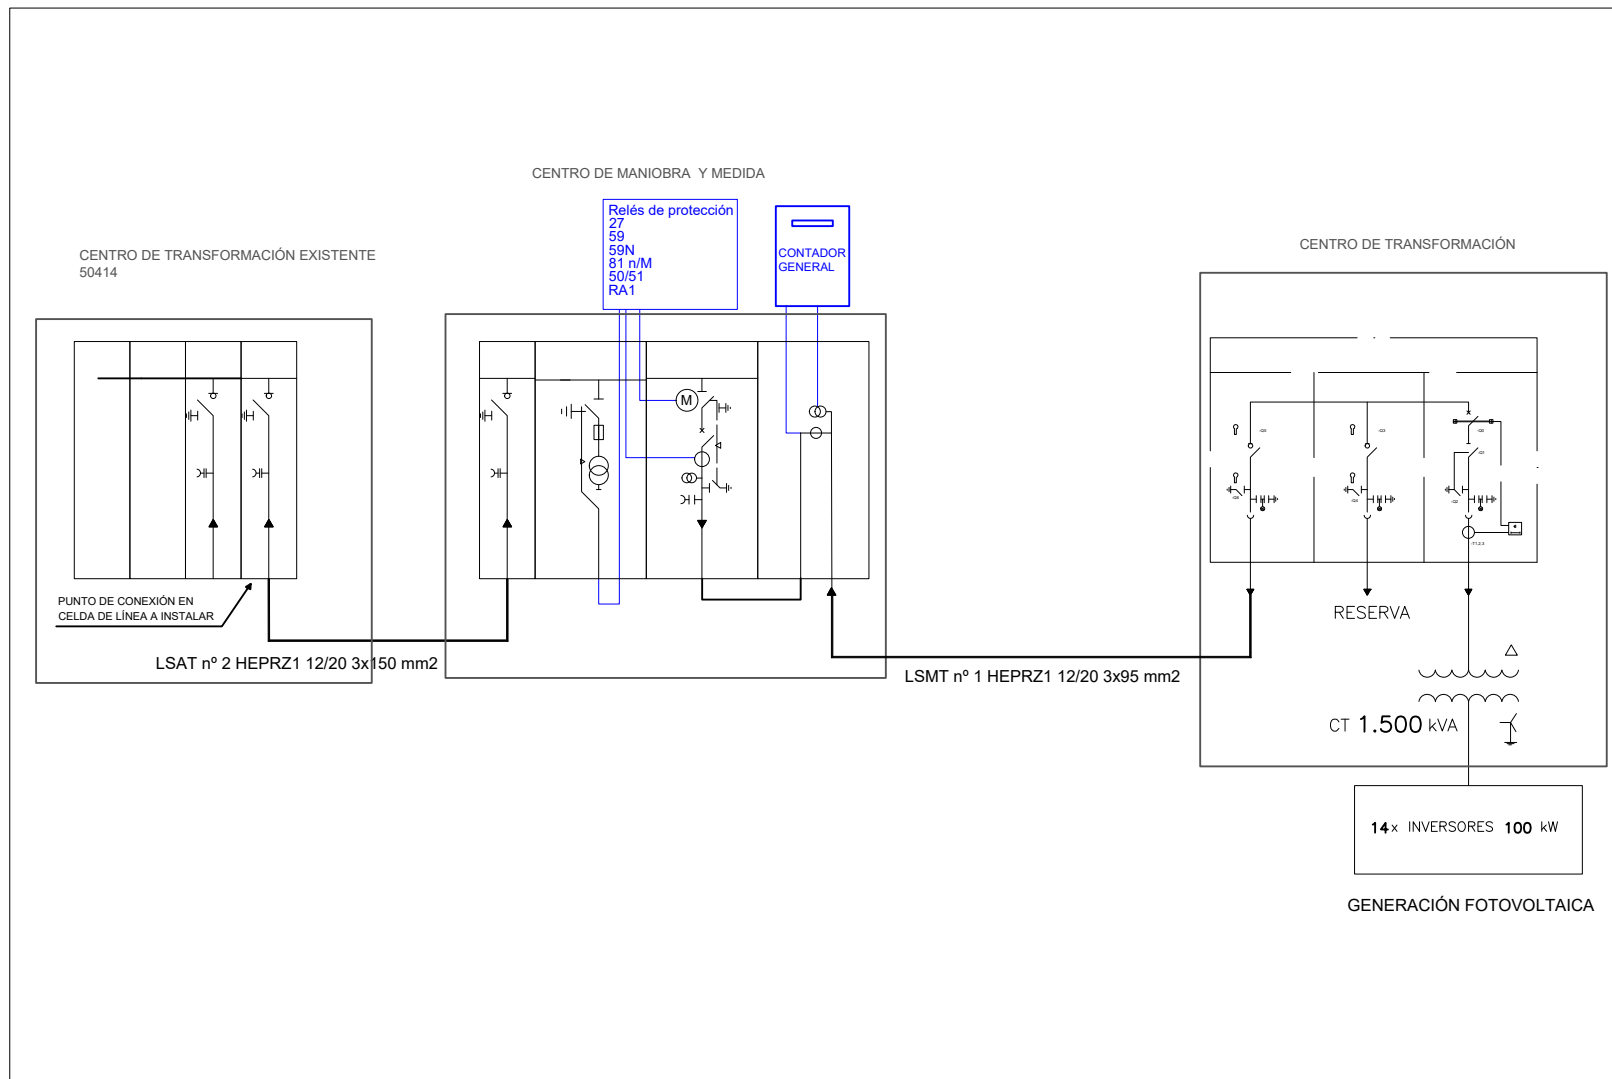 CENTRO DE MANIOBRA Y MEDIDA
Relés de protección
27
59
59N
81 n/M
50/51
RA1
CONTADOR
GENERAL
CENTRO DE TRANSFORMACIÓN EXISTENTE
50414
CENTRO DE TRANSFORMACIÓN
M
PUNTO DE CONEXIÓN EN
CELDA DE LÍNEA A INSTALAR
RESERVA
LSAT nº 2 HEPRZ1 12/20 3x150 mm2
LSMT nº 1 HEPRZ1 12/20 3x95 mm2
CT 1.500 kVA
14x INVERSORES 100 kW
GENERACIÓN FOTOVOLTAICA